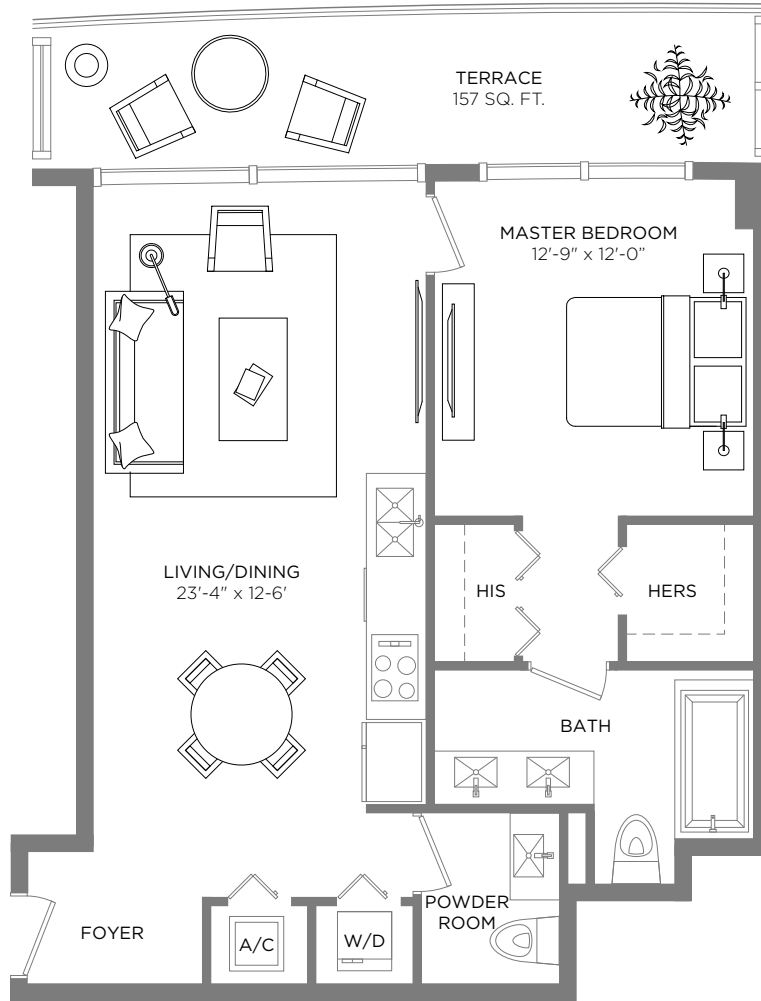 TERRACE
157 SQ. FT.
MASTER BEDROOM
12'-9" x 12'-0”
LIVING/DINING
23'-4" x 12-6'
HIS
HERS
BATH
POWDER
ROOM
FOYER
A/C
W/D